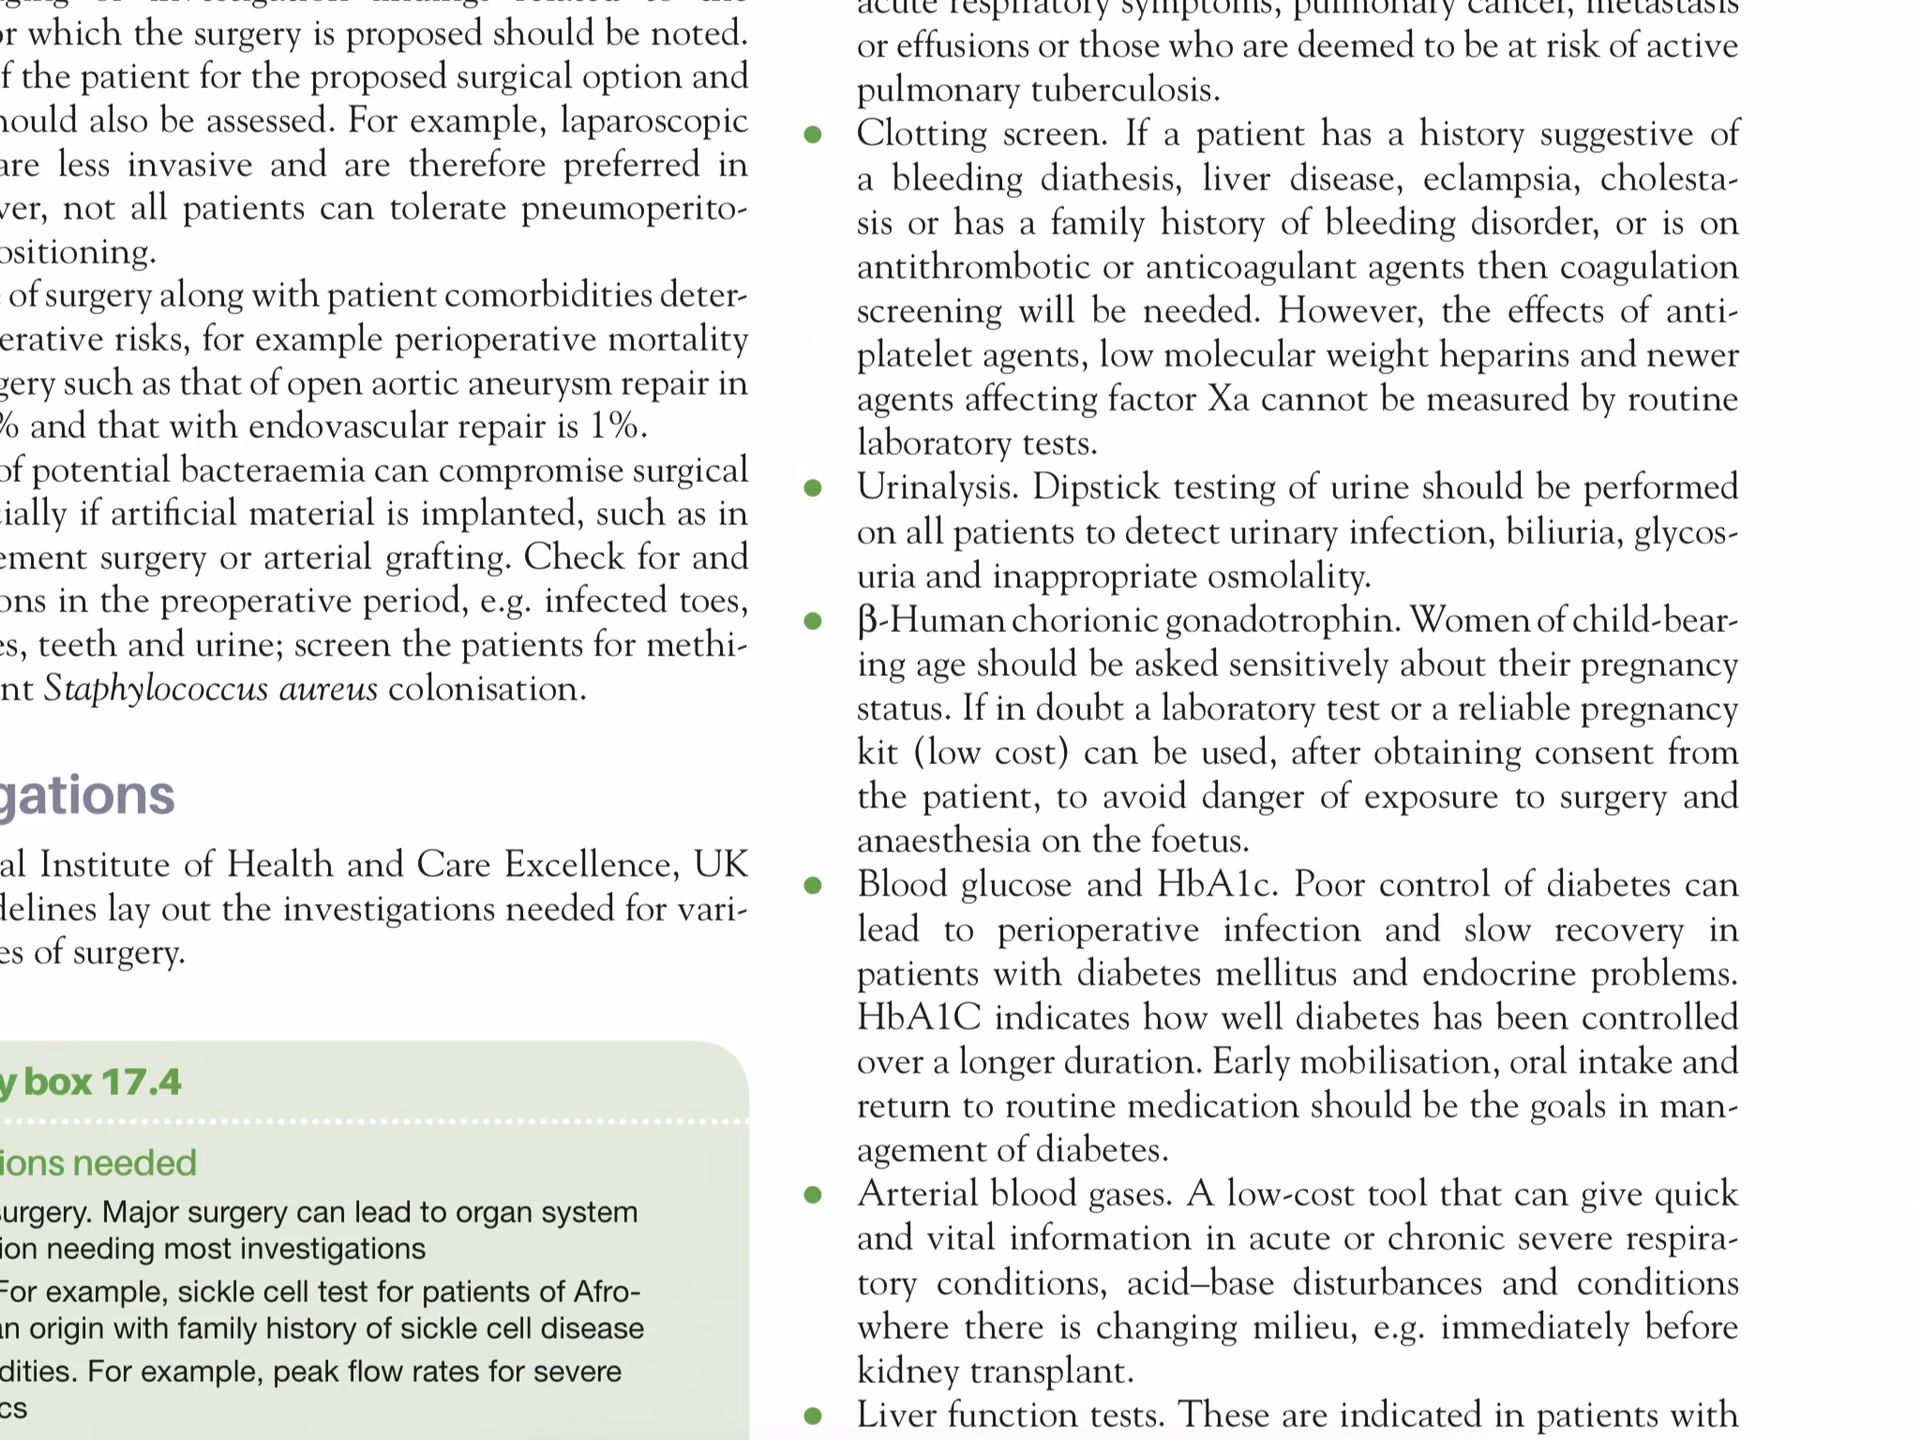 or which the surgery is proposed should be noted.
f the patient for the proposed surgical option and
hould also be assessed. For example, laparoscopic
are less invasive and are therefore preferred in
ver, not all patients can tolerate pneumoperito-
ositioning.
of surgery along with patient comorbidities deter-
erative risks, for example perioperative mortality
gery such as that of open aortic aneurysm repair in
% and that with endovascular repair is 1%.
of potential bacteraemia can compromise surgical
cially if artificial material is implanted, such as in
ement surgery or arterial grafting. Check for and
ons in the preoperative period, e.g. infected toes,
es, teeth and urine; screen the patients for methi-
nt Staphylococcus aureus colonisation.
gations
al Institute of Health and Care Excellence, UK
delines lay out the investigations needed for vari-
es of surgery.
y box 17.4
ions needed
surgery. Major surgery can lead to organ system
ion needing most investigations
For example, sickle cell test for patients of Afro-
an origin with family history of sickle cell disease
dities. For example, peak flow rates for severe
cs
acute respiratory symptoms, pulmonary cancer, metastasis
or effusions or those who are deemed to be at risk of active
pulmonary tuberculosis.
● Clotting screen. If a patient has a history suggestive of
a bleeding diathesis, liver disease, eclampsia, cholesta-
sis or has a family history of bleeding disorder, or is on
antithrombotic or anticoagulant agents then coagulation
screening will be needed. However, the effects of anti-
platelet agents, low molecular weight heparins and newer
agents affecting factor Xa cannot be measured by routine
laboratory tests.
● Urinalysis. Dipstick testing of urine should be performed
on all patients to detect urinary infection, biliuria, glycos-
uria and inappropriate osmolality.
● β-Human chorionic gonadotrophin. Women of child-bear-
ing age should be asked sensitively about their pregnancy
status. If in doubt a laboratory test or a reliable pregnancy
kit (low cost) can be used, after obtaining consent from
the patient, to avoid danger of exposure to surgery and
anaesthesia on the foetus.
● Blood glucose and HbA1c. Poor control of diabetes can
lead to perioperative infection and slow recovery in
patients with diabetes mellitus and endocrine problems.
HbA1C indicates how well diabetes has been controlled
over a longer duration. Early mobilisation, oral intake and
return to routine medication should be the goals in man-
agement of diabetes.
● Arterial blood gases. A low-cost tool that can give quick
and vital information in acute or chronic severe respira-
tory conditions, acid–base disturbances and conditions
where there is changing milieu, e.g. immediately before
kidney transplant.
● Liver function tests. These are indicated in patients with